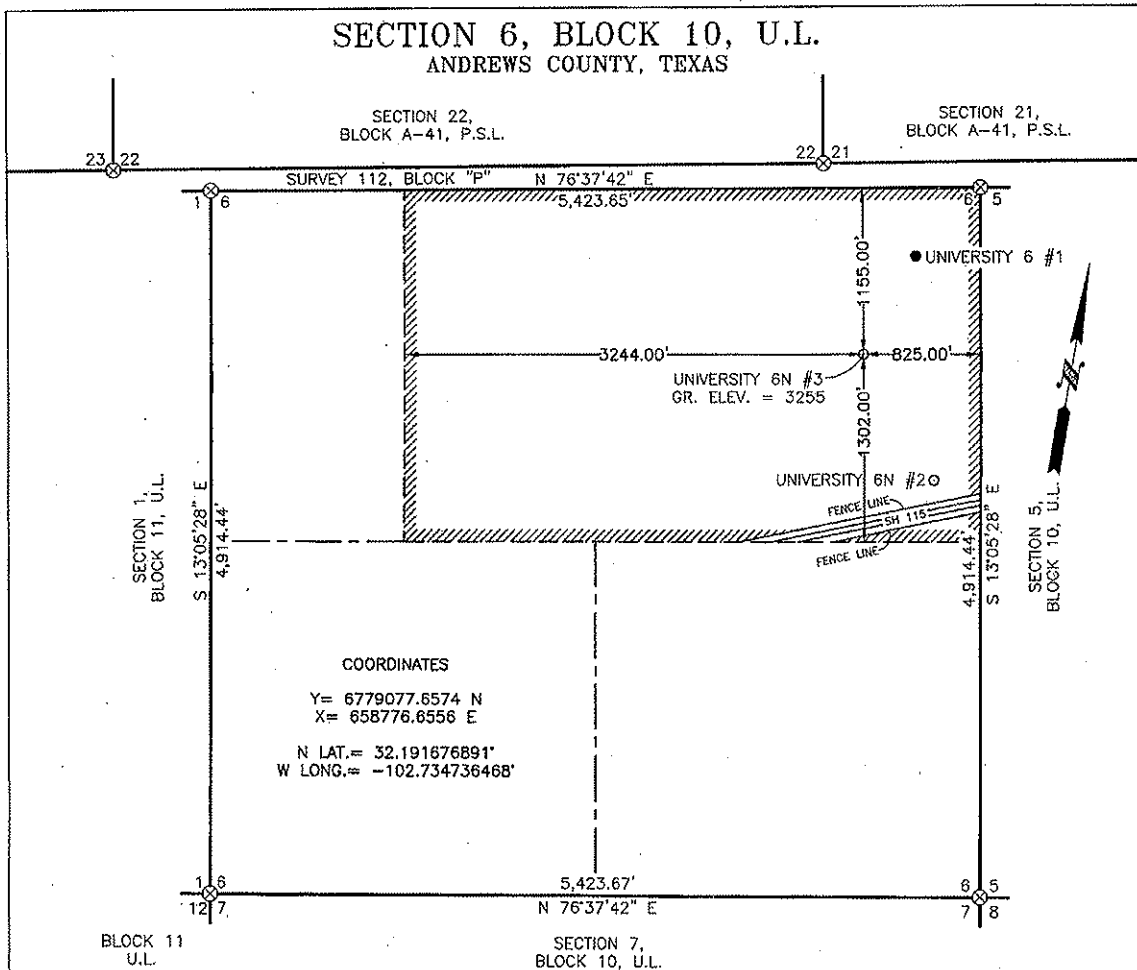 SECTION 6, BLOCK 10, U.L.
ANDREWS COUNTY, TEXAS
SECTION 22,
BLOCK A-41, P.S.L.
SECTION 21,
BLOCK A-41, P.S.L.
23 22
22 21
SURVEY 112, BLOCK "P" N 76°37'42" E
5,423.65'
1 6
6 5
1155.00'
UNIVERSITY 6 #1
3244.00'
825.00'
UNIVERSITY 6N #3
GR. ELEV. = 3255
1302.00'
N
UNIVERSITY 6N #2
FENCE LINE
SH 115
FENCE LINE
SECTION 1,
BLOCK 11, U.L.
S 13°05'28" E
4,914.44'
4,914.44'
S 13°05'28" E
SECTION 5,
BLOCK 10, U.L.
COORDINATES
Y= 6779077.6574 N
X= 658776.6556 E
N LAT.= 32.191676891°
W LONG.= -102.734736468°
1 6
12 7
5,423.67'
N 76°37'42" E
6 5
7 8
BLOCK 11
U.L.
SECTION 7,
BLOCK 10, U.L.